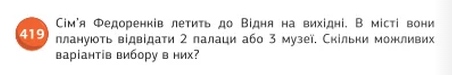 419
Сім'я Федоренків летить до Відня на вихідні. В місті вони
планують відвідати 2 палаци або 3 музеї. Скільки можливих
варіантів вибору в них?